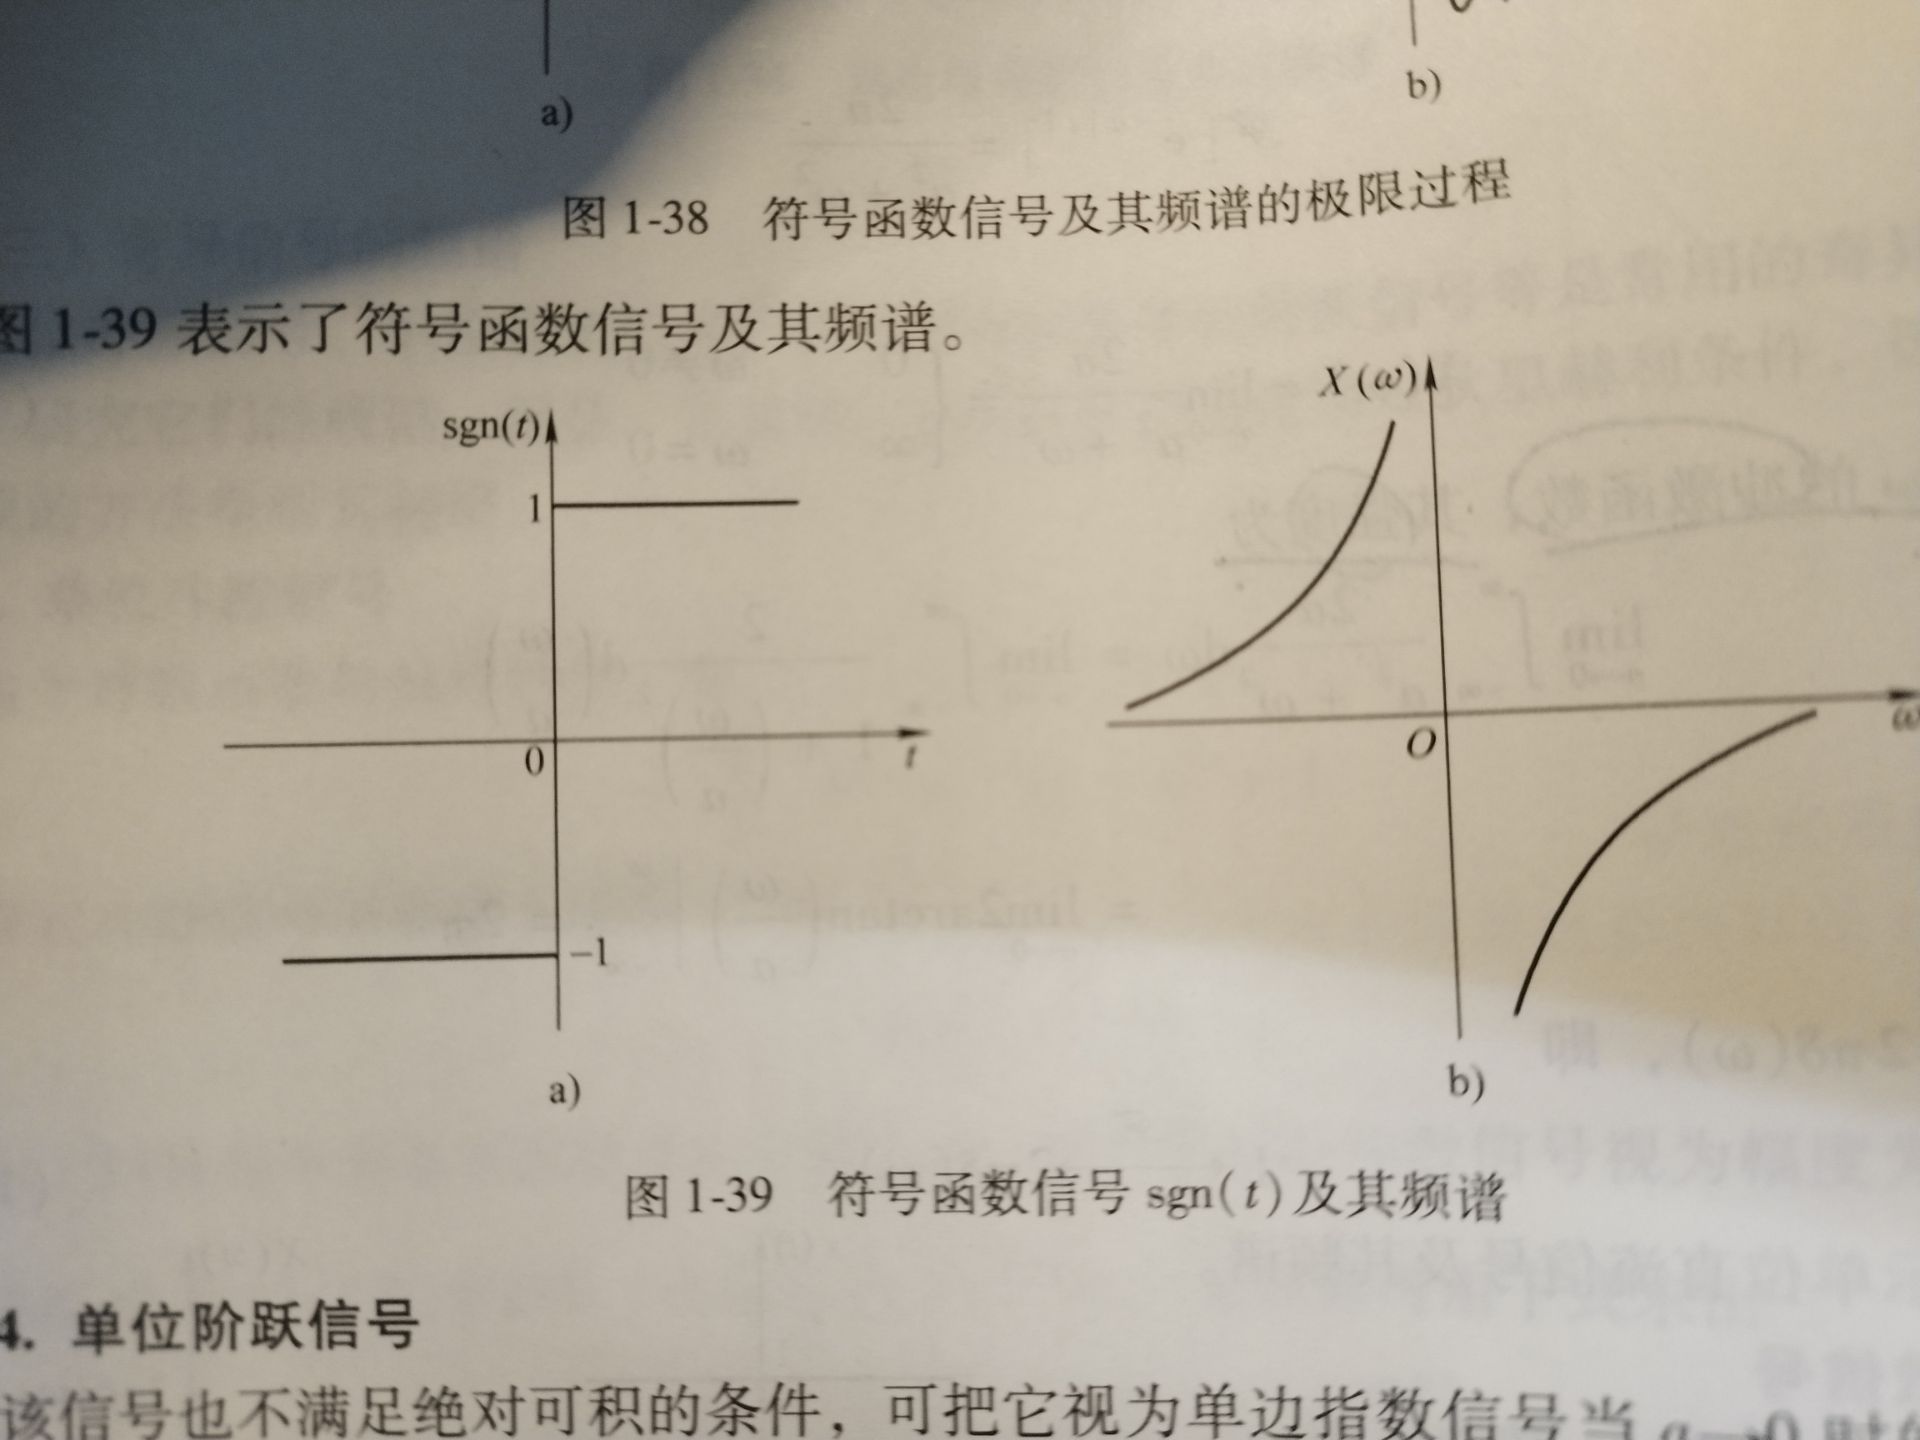 a)
b)
图 1-38 符号函数信号及其频谱的极限过程
图 1-39 表示了符号函数信号及其频谱。
sgn(t)
1
0
t
-1
a)
X(ω)
O
ω
b)
图 1-39 符号函数信号 sgn(t)及其频谱
4. 单位阶跃信号
该信号也不满足绝对可积的条件，可把它视为单边指数信号当 a→0 时的